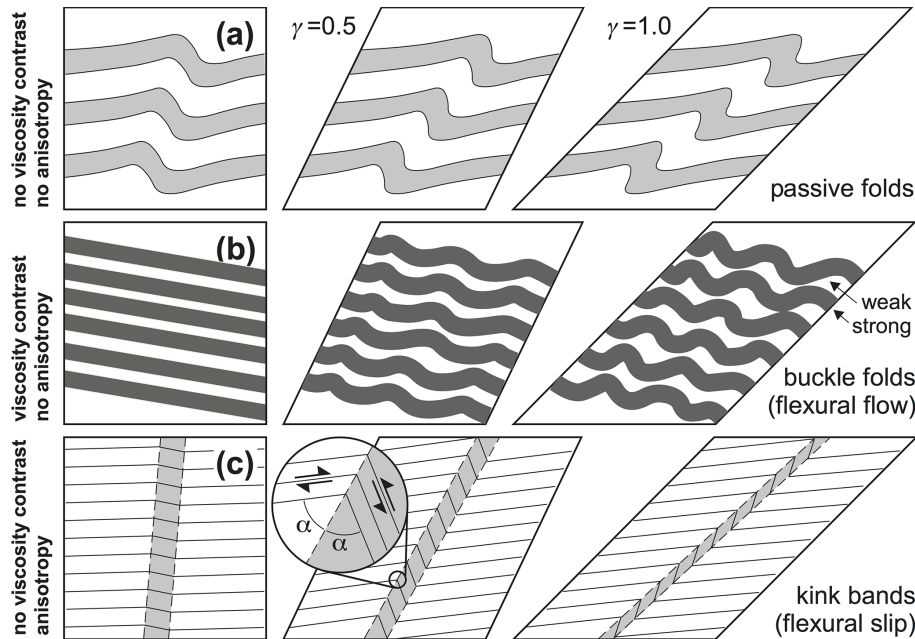 no viscosity contrast
no anisotropy
(a)
γ=0.5
γ=1.0
passive folds
viscosity contrast
no anisotropy
(b)
weak
strong
buckle folds
(flexural flow)
no viscosity contrast
anisotropy
(c)
α
α
kink bands
(flexural slip)